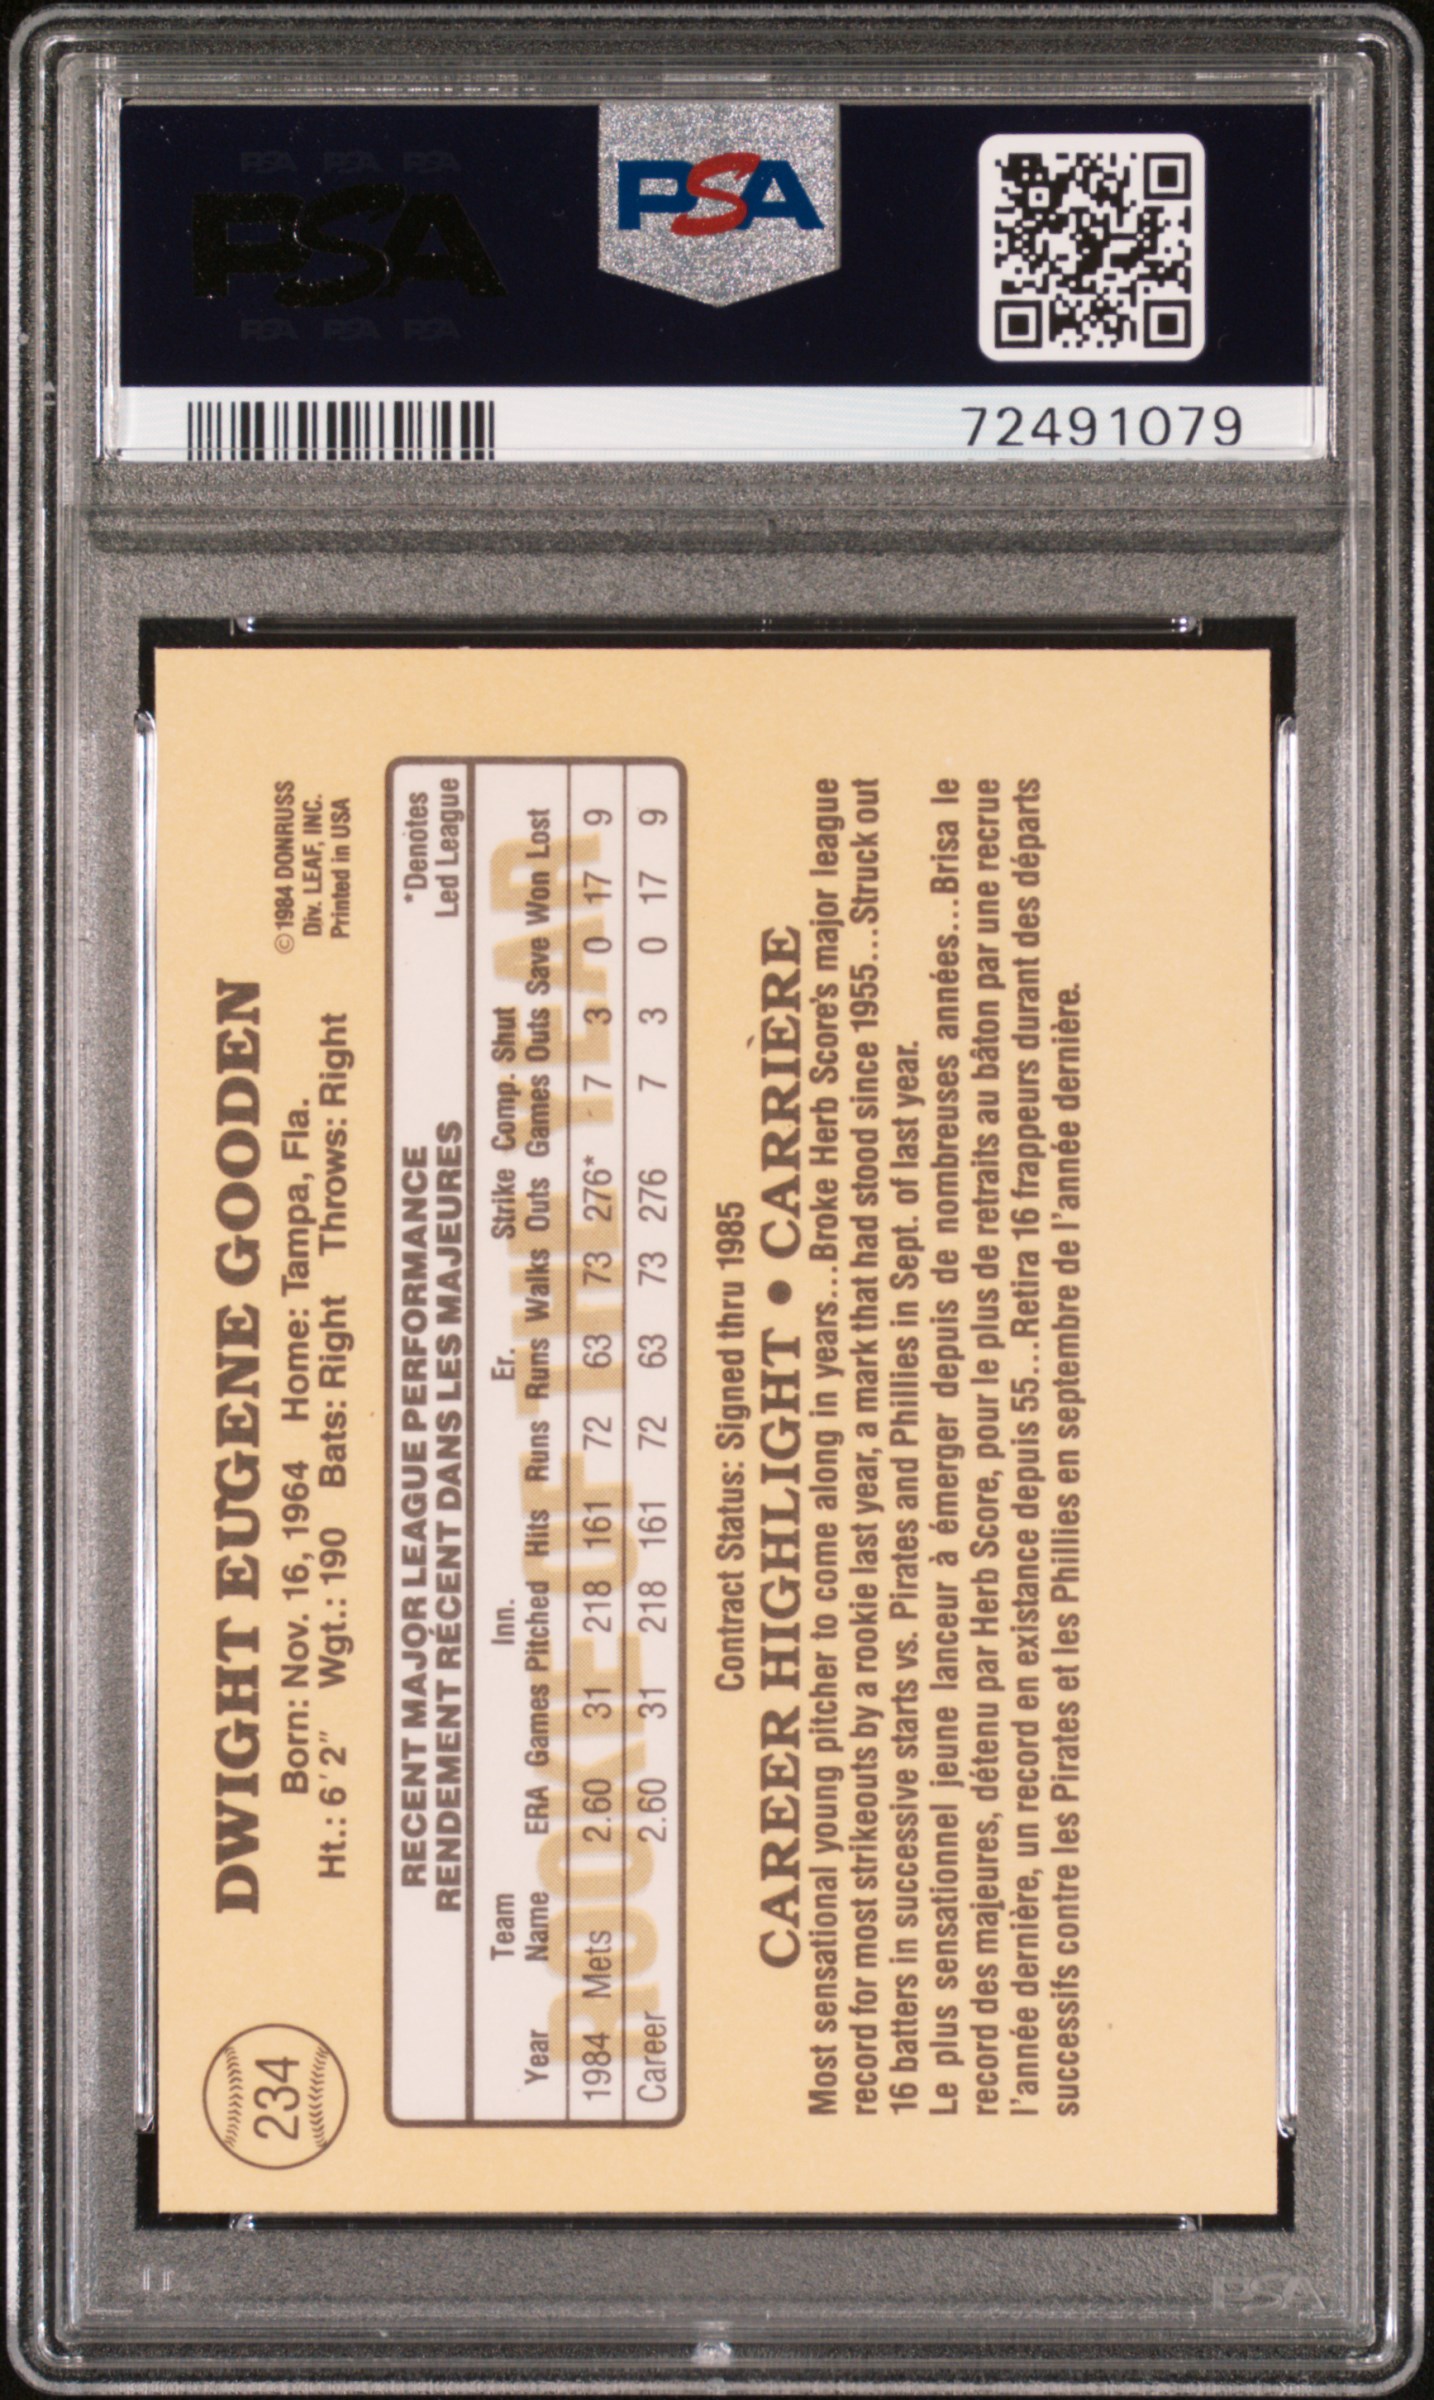 PSA PSA PSA
PSA
PSA PSA PSA
PSA
72491079
234
DWIGHT EUGENE GOODEN
Born: Nov. 16, 1964 Home: Tampa, Fla.
Ht.: 6'2" Wgt.: 190 Bats: Right Throws: Right
©1984 DONRUSS
Div. LEAF, INC.
Printed in USA
RECENT MAJOR LEAGUE PERFORMANCE
RENDEMENT RÉCENT DANS LES MAJEURES
*Denotes
Led League
ROOKIE OF THE YEAR
Team Inn. Er. Strike Comp. Shut
Year Name ERA Games Pitched Hits Runs Runs Walks Outs Games Outs Save Won Lost
1984 Mets 2.60 31 218 161 72 63 73 276* 7 3 0 17 9
Career 2.60 31 218 161 72 63 73 276 7 3 0 17 9
Contract Status: Signed thru 1985
CAREER HIGHLIGHT • CARRIÈRE
Most sensational young pitcher to come along in years...Broke Herb Score's major league
record for most strikeouts by a rookie last year, a mark that had stood since 1955...Struck out
16 batters in successive starts vs. Pirates and Phillies in Sept. of last year.
Le plus sensationnel jeune lanceur à émerger depuis de nombreuses années...Brisa le
record des majeures, détenu par Herb Score, pour le plus de retraits au bâton par une recrue
l'année dernière, un record en existance depuis 55...Retira 16 frappeurs durant des départs
successifs contre les Pirates et les Phillies en septembre de l'année dernière.
PSA